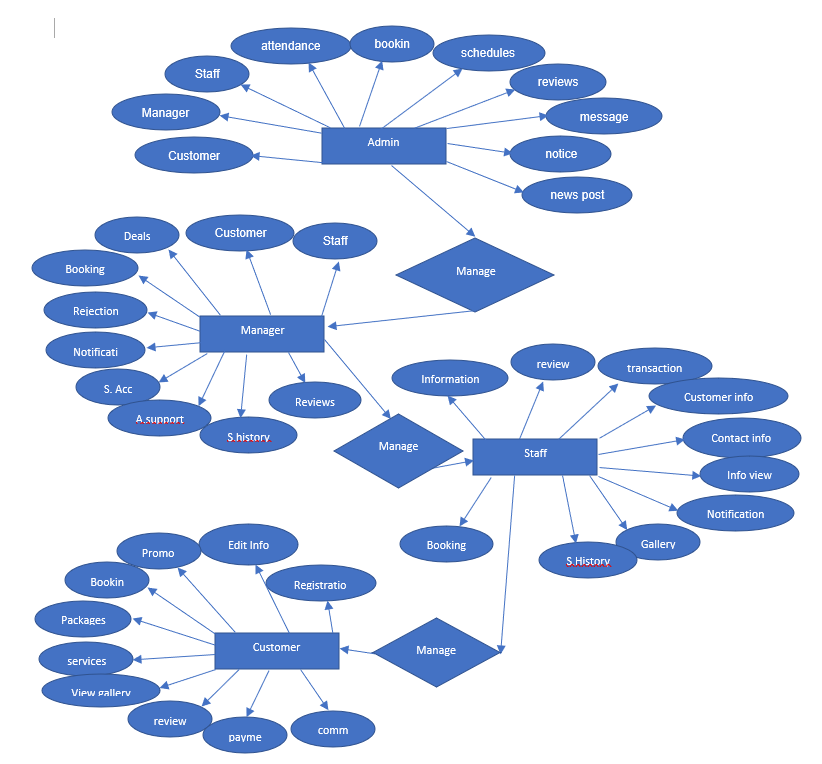 attendance
bookin
schedules
Staff
reviews
Manager
message
Admin
Customer
notice
news post
Deals
Customer
Staff
Booking
Manage
Rejection
Manager
Notificati
S. Acc
Reviews
A.support
S.history
Information
review
transaction
Customer info
Manage
Staff
Contact info
Info view
Notification
Booking
S.History
Gallery
Promo
Edit Info
Bookin
Registratio
Packages
Customer
Manage
services
View gallery
review
payme
comm